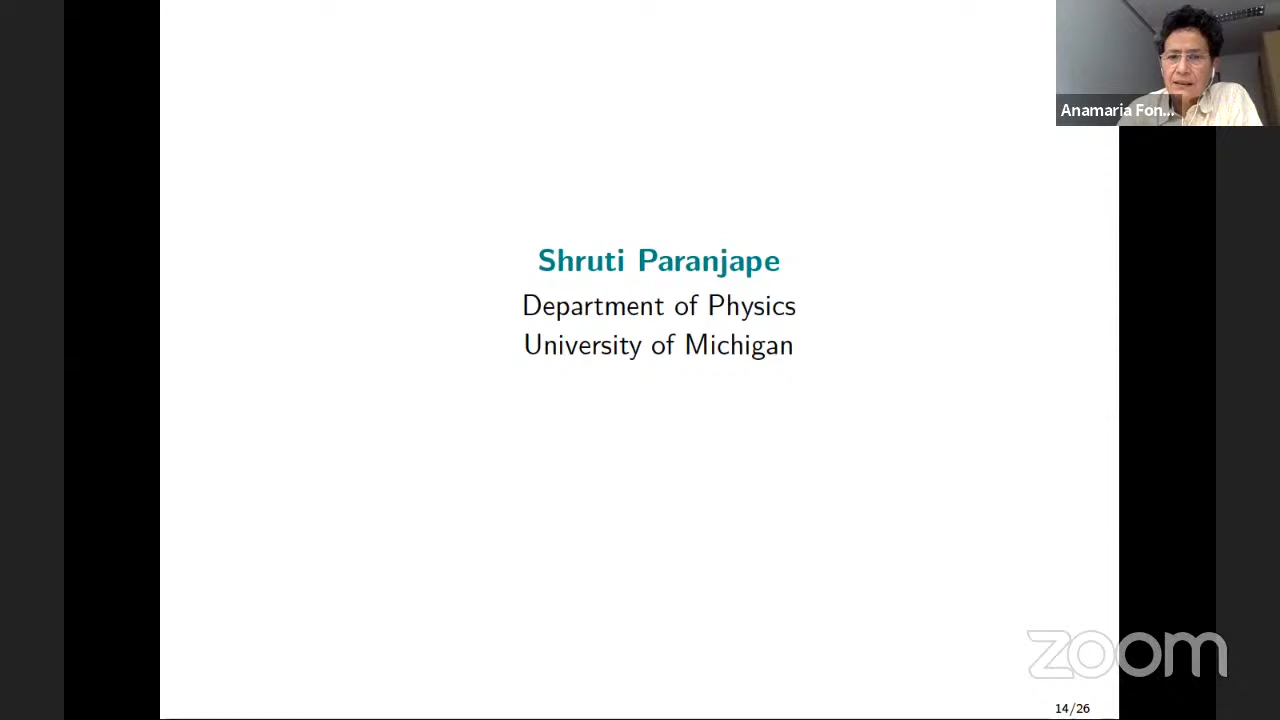 Anamaria Fon...
Shruti Paranjape
Department of Physics
University of Michigan
zoom
14/26